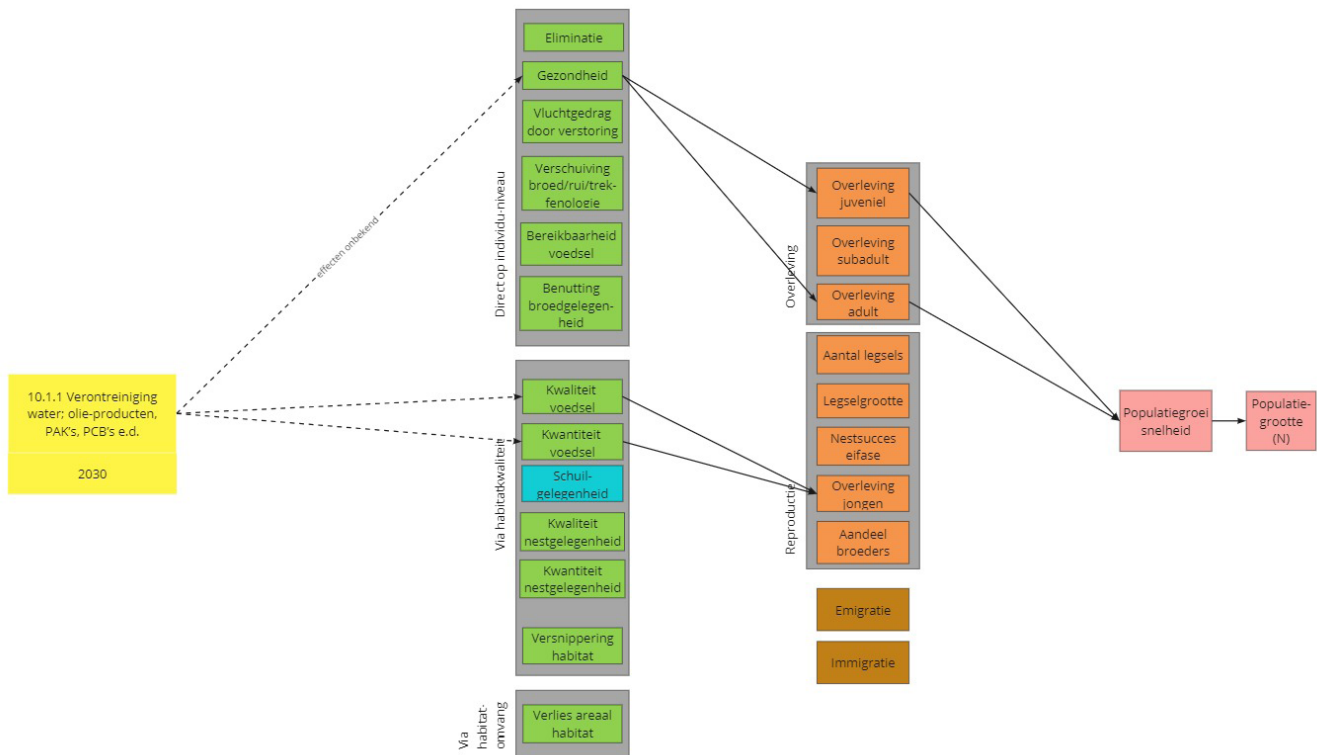 10.1.1 Verontreiniging
water; olie-producten,
PAK's, PCB's e.d.
2030
effecten onbekend
Direct op individu-niveau
Eliminatie
Gezondheid
Vluchtgedrag
door verstoring
Verschuiving
broed/rui/trek-
fenologie
Bereikbaarheid
voedsel
Benutting
broedgelegen-
heid
Via habitatkwaliteit
Kwaliteit
voedsel
Kwantiteit
voedsel
Schuil-
gelegenheid
Kwaliteit
nestgelegenheid
Kwantiteit
nestgelegenheid
Versnippering
habitat
Via
habitat-
omvang
Verlies areaal
habitat
Overleving
Overleving
juveniel
Overleving
subadult
Overleving
adult
Reproductie
Aantal legsels
Legselgrootte
Nestsucces
eifase
Overleving
jongen
Aandeel
broeders
Emigratie
Immigratie
Populatiegroei
snelheid
Populatie-
grootte
(N)